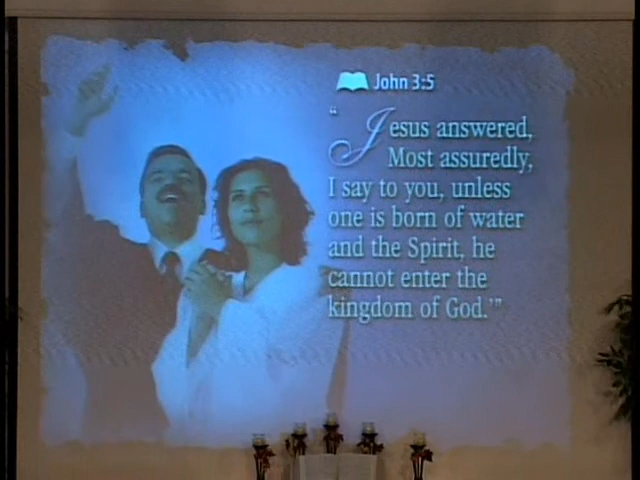 John 3:5
“Jesus answered,
Most assuredly,
I say to you, unless
one is born of water
and the Spirit, he
cannot enter the
kingdom of God.’”